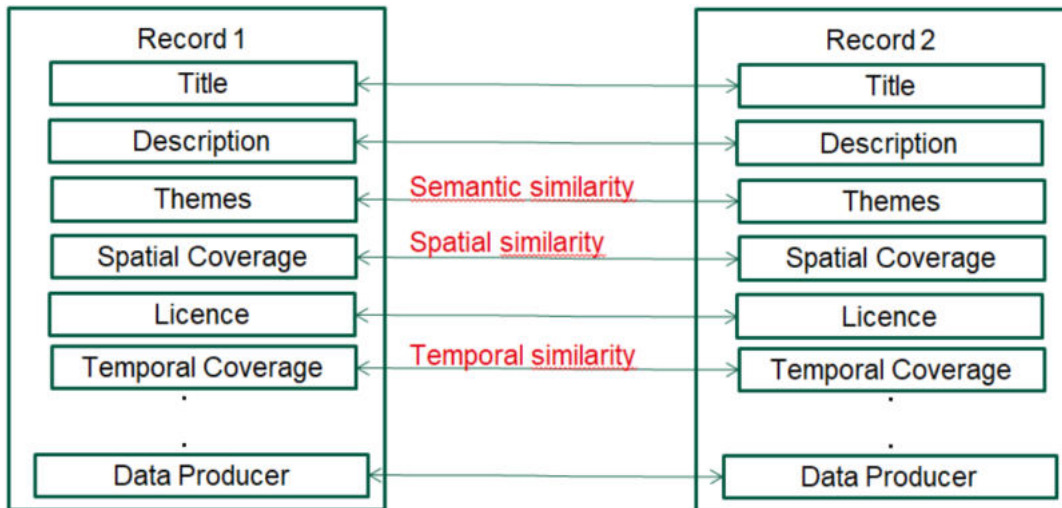 Record 1
Record 2
Title
Title
Description
Description
Themes
Semantic similarity
Themes
Spatial Coverage
Spatial similarity
Spatial Coverage
Licence
Licence
Temporal Coverage
Temporal similarity
Temporal Coverage
.
.
.
.
Data Producer
Data Producer